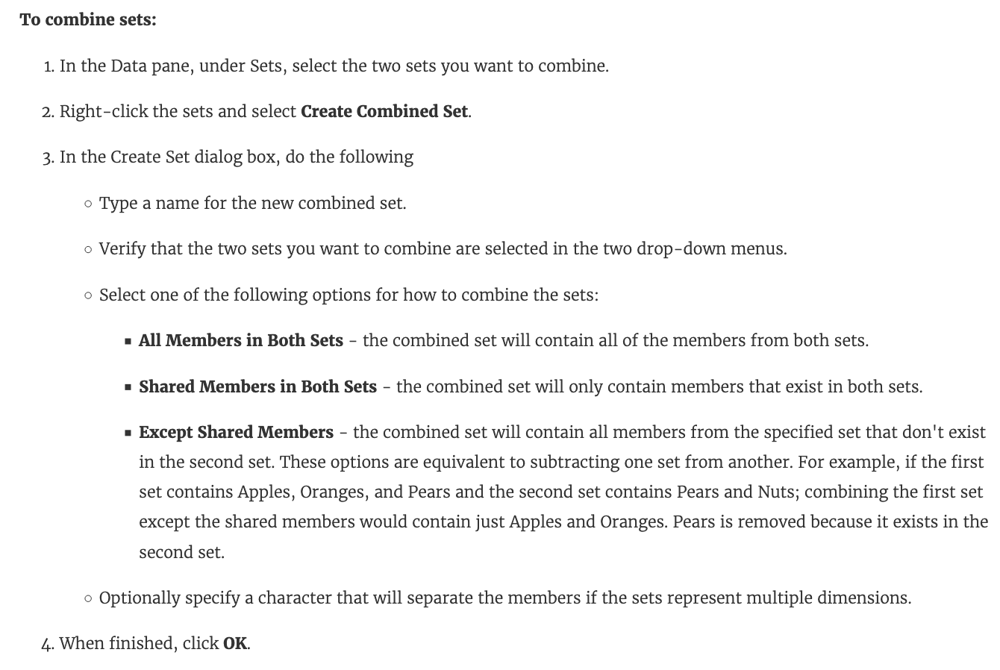 To combine sets:
1. In the Data pane, under Sets, select the two sets you want to combine.
2. Right-click the sets and select Create Combined Set.
3. In the Create Set dialog box, do the following
○ Type a name for the new combined set.
○ Verify that the two sets you want to combine are selected in the two drop-down menus.
○ Select one of the following options for how to combine the sets:
▪ All Members in Both Sets - the combined set will contain all of the members from both sets.
▪ Shared Members in Both Sets - the combined set will only contain members that exist in both sets.
▪ Except Shared Members - the combined set will contain all members from the specified set that don't exist
in the second set. These options are equivalent to subtracting one set from another. For example, if the first
set contains Apples, Oranges, and Pears and the second set contains Pears and Nuts; combining the first set
except the shared members would contain just Apples and Oranges. Pears is removed because it exists in the
second set.
○ Optionally specify a character that will separate the members if the sets represent multiple dimensions.
4. When finished, click OK.